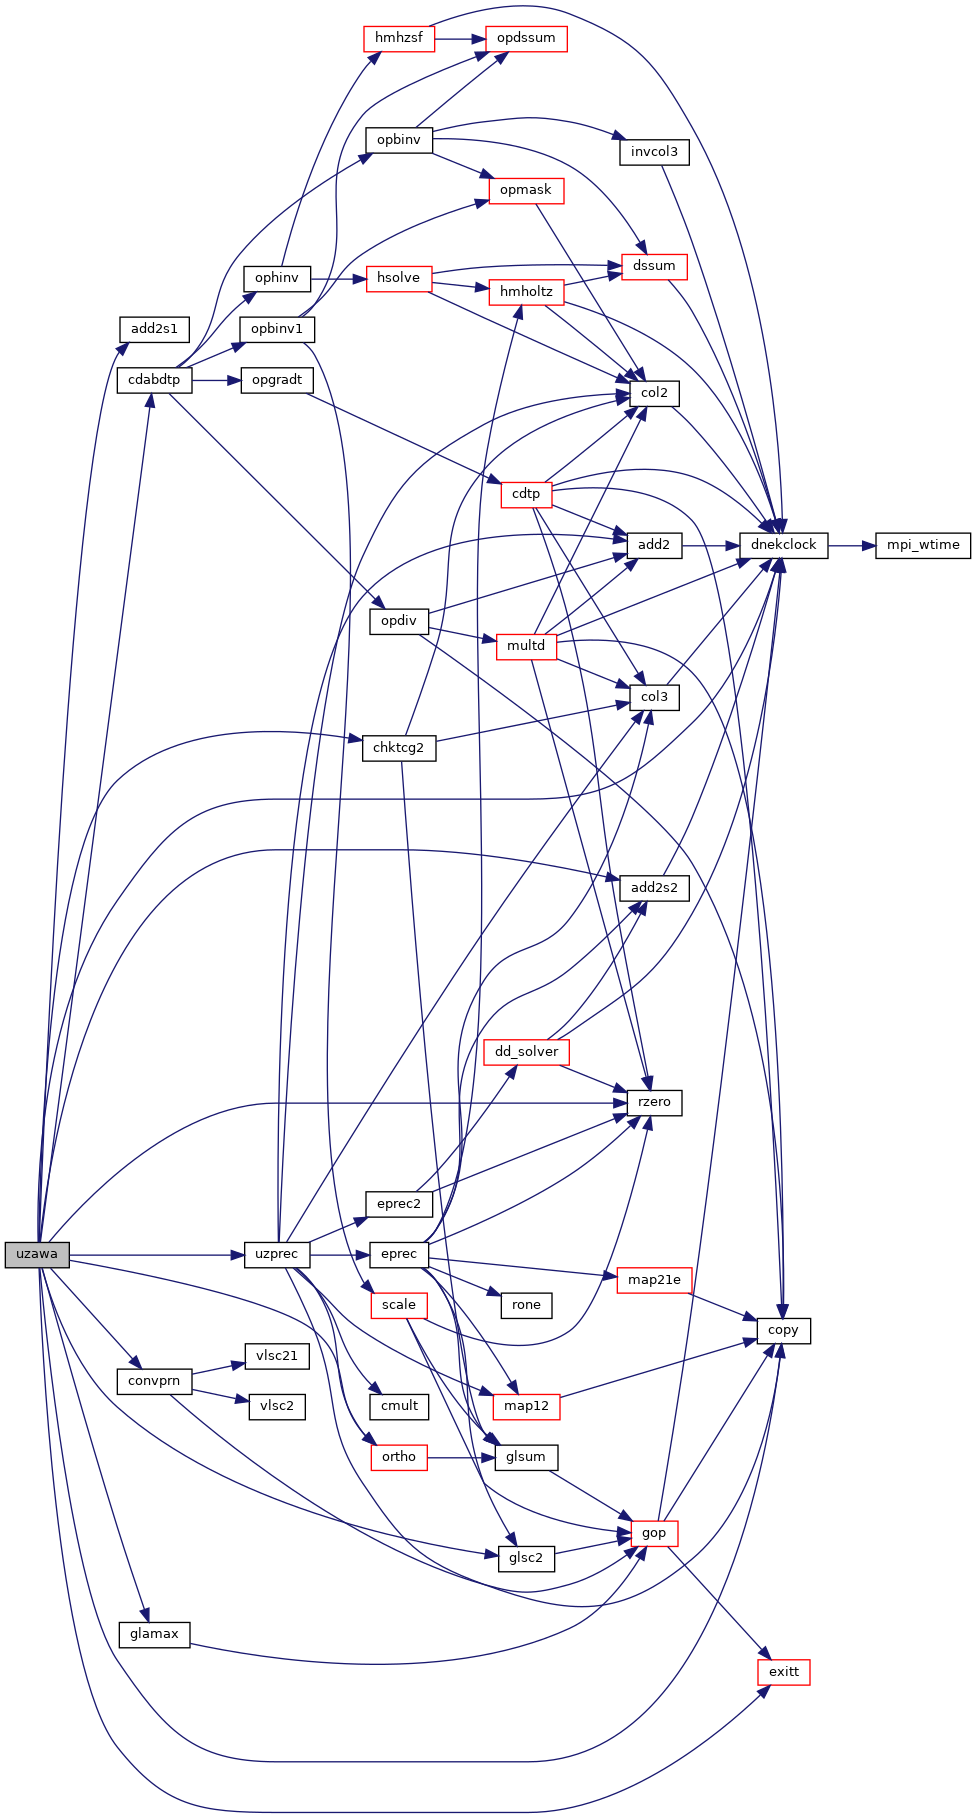 hmhzsf
opdssum
opbinv
invcol3
opmask
dssum
ophinv
hsolve
hmholtz
add2s1
opbinv1
cdabdtp
opgradt
col2
cdtp
add2
dnekclock
mpi_wtime
opdiv
multd
col3
chktcg2
add2s2
dd_solver
rzero
eprec2
uzawa
uzprec
eprec
map21e
scale
rone
copy
vlsc21
convprn
vlsc2
cmult
map12
ortho
glsum
gop
glsc2
glamax
exitt